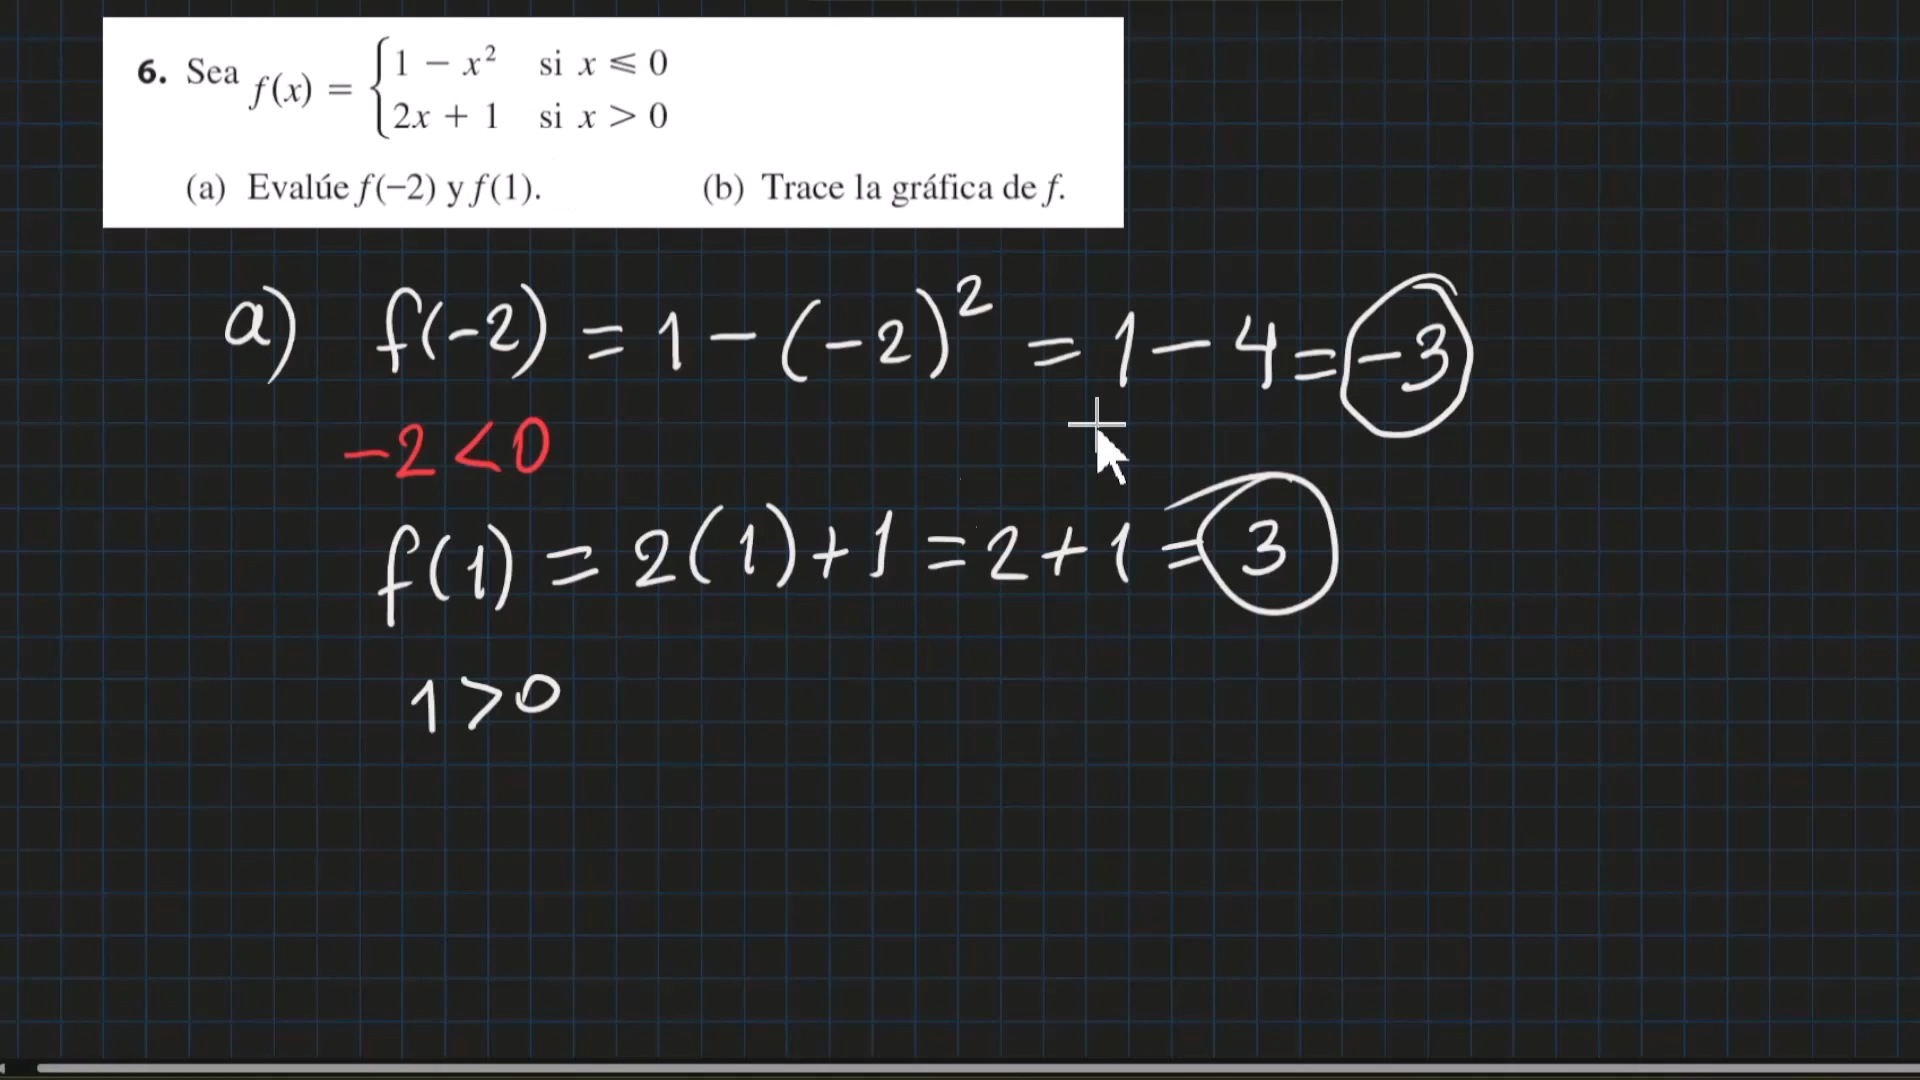 6. Sea f(x) = { 1 − x² si x ⩽ 0
2x + 1 si x > 0
(a) Evalúe f(−2) y f(1). (b) Trace la gráfica de f.
a) f(-2) = 1 - (-2)² = 1 - 4 = -3
-2 < 0
f(1) = 2(1) + 1 = 2 + 1 = 3
1 > 0